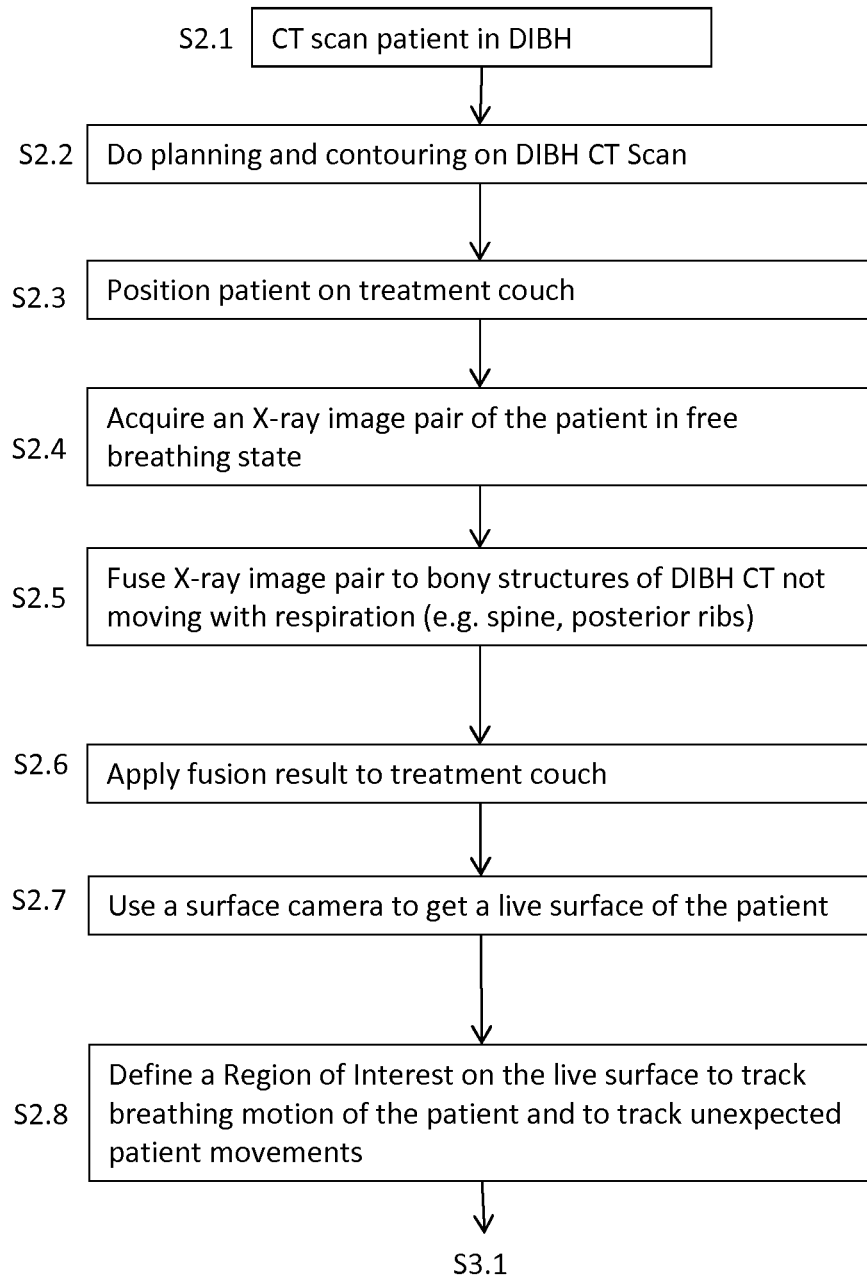 S2.1 CT scan patient in DIBH
S2.2 Do planning and contouring on DIBH CT Scan
S2.3 Position patient on treatment couch
S2.4 Acquire an X-ray image pair of the patient in free
breathing state
S2.5 Fuse X-ray image pair to bony structures of DIBH CT not
moving with respiration (e.g. spine, posterior ribs)
S2.6 Apply fusion result to treatment couch
S2.7 Use a surface camera to get a live surface of the patient
S2.8 Define a Region of Interest on the live surface to track
breathing motion of the patient and to track unexpected
patient movements
S3.1